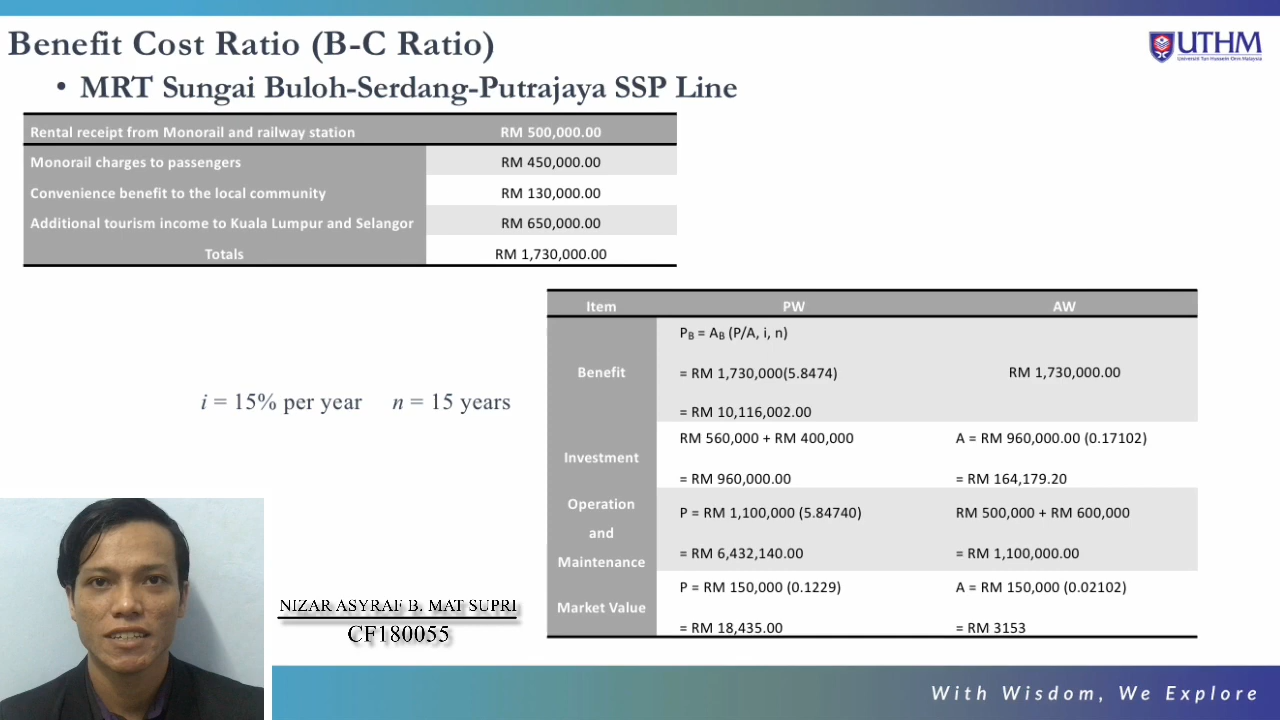 Benefit Cost Ratio (B-C Ratio)
UTHM
Universiti Tun Hussein Onn Malaysia
• MRT Sungai Buloh-Serdang-Putrajaya SSP Line
Rental receipt from Monorail and railway station RM 500,000.00
Monorail charges to passengers RM 450,000.00
Convenience benefit to the local community RM 130,000.00
Additional tourism income to Kuala Lumpur and Selangor RM 650,000.00
Totals RM 1,730,000.00
i = 15% per year n = 15 years
Item PW AW
PB = AB (P/A, i, n)
Benefit = RM 1,730,000(5.8474) RM 1,730,000.00
= RM 10,116,002.00
RM 560,000 + RM 400,000 A = RM 960,000.00 (0.17102)
Investment
= RM 960,000.00 = RM 164,179.20
Operation
and
Maintenance
P = RM 1,100,000 (5.84740) RM 500,000 + RM 600,000
= RM 6,432,140.00 = RM 1,100,000.00
P = RM 150,000 (0.1229) A = RM 150,000 (0.02102)
Market Value
= RM 18,435.00 = RM 3153
NIZAR ASYRAF B. MAT SUPRI
CF180055
With Wisdom, We Explore